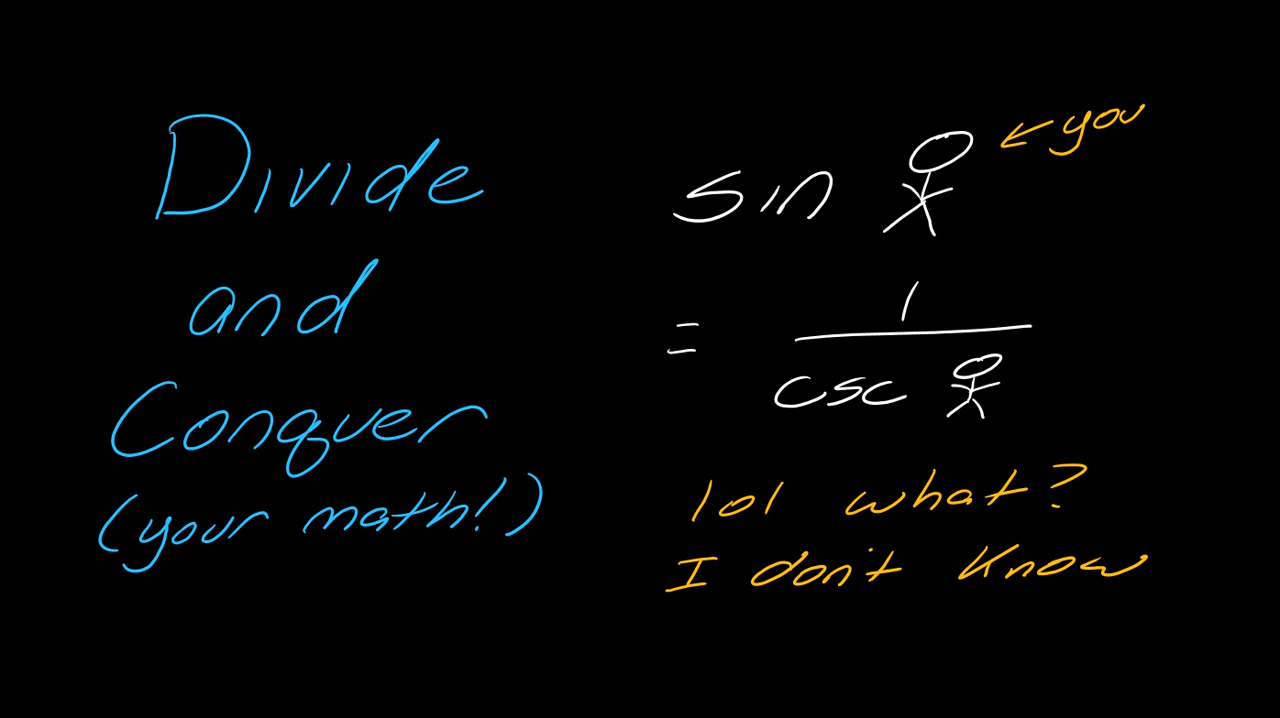 Divide
and
Conquer
(your math!)
sin
you
=
1
csc
lol what?
I don't know